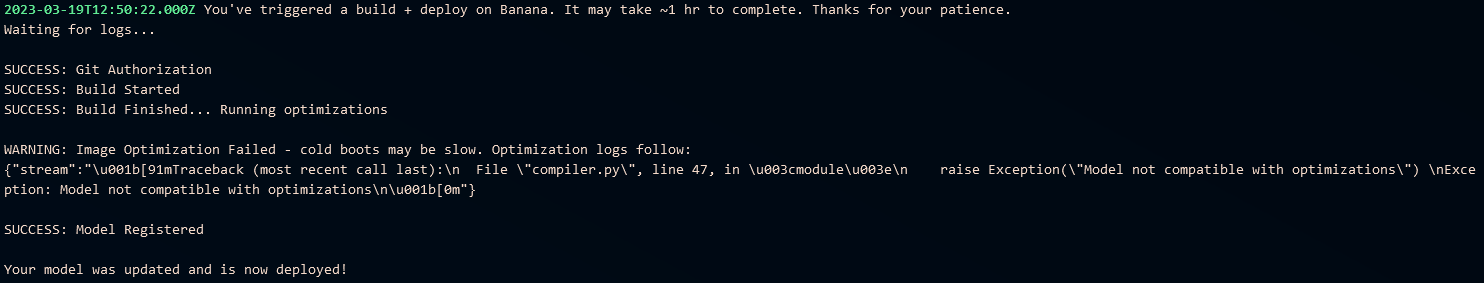 2023-03-19T12:50:22.000Z You've triggered a build + deploy on Banana. It may take ~1 hr to complete. Thanks for your patience.
Waiting for logs...
SUCCESS: Git Authorization
SUCCESS: Build Started
SUCCESS: Build Finished... Running optimizations
WARNING: Image Optimization Failed - cold boots may be slow. Optimization logs follow:
{"stream":"\u001b[91mTraceback (most recent call last):\n  File \"compiler.py\", line 47, in \u003cmodule\u003e\n    raise Exception(\"Model not compatible with optimizations\") \nExce
ption: Model not compatible with optimizations\n\u001b[0m"}
SUCCESS: Model Registered
Your model was updated and is now deployed!